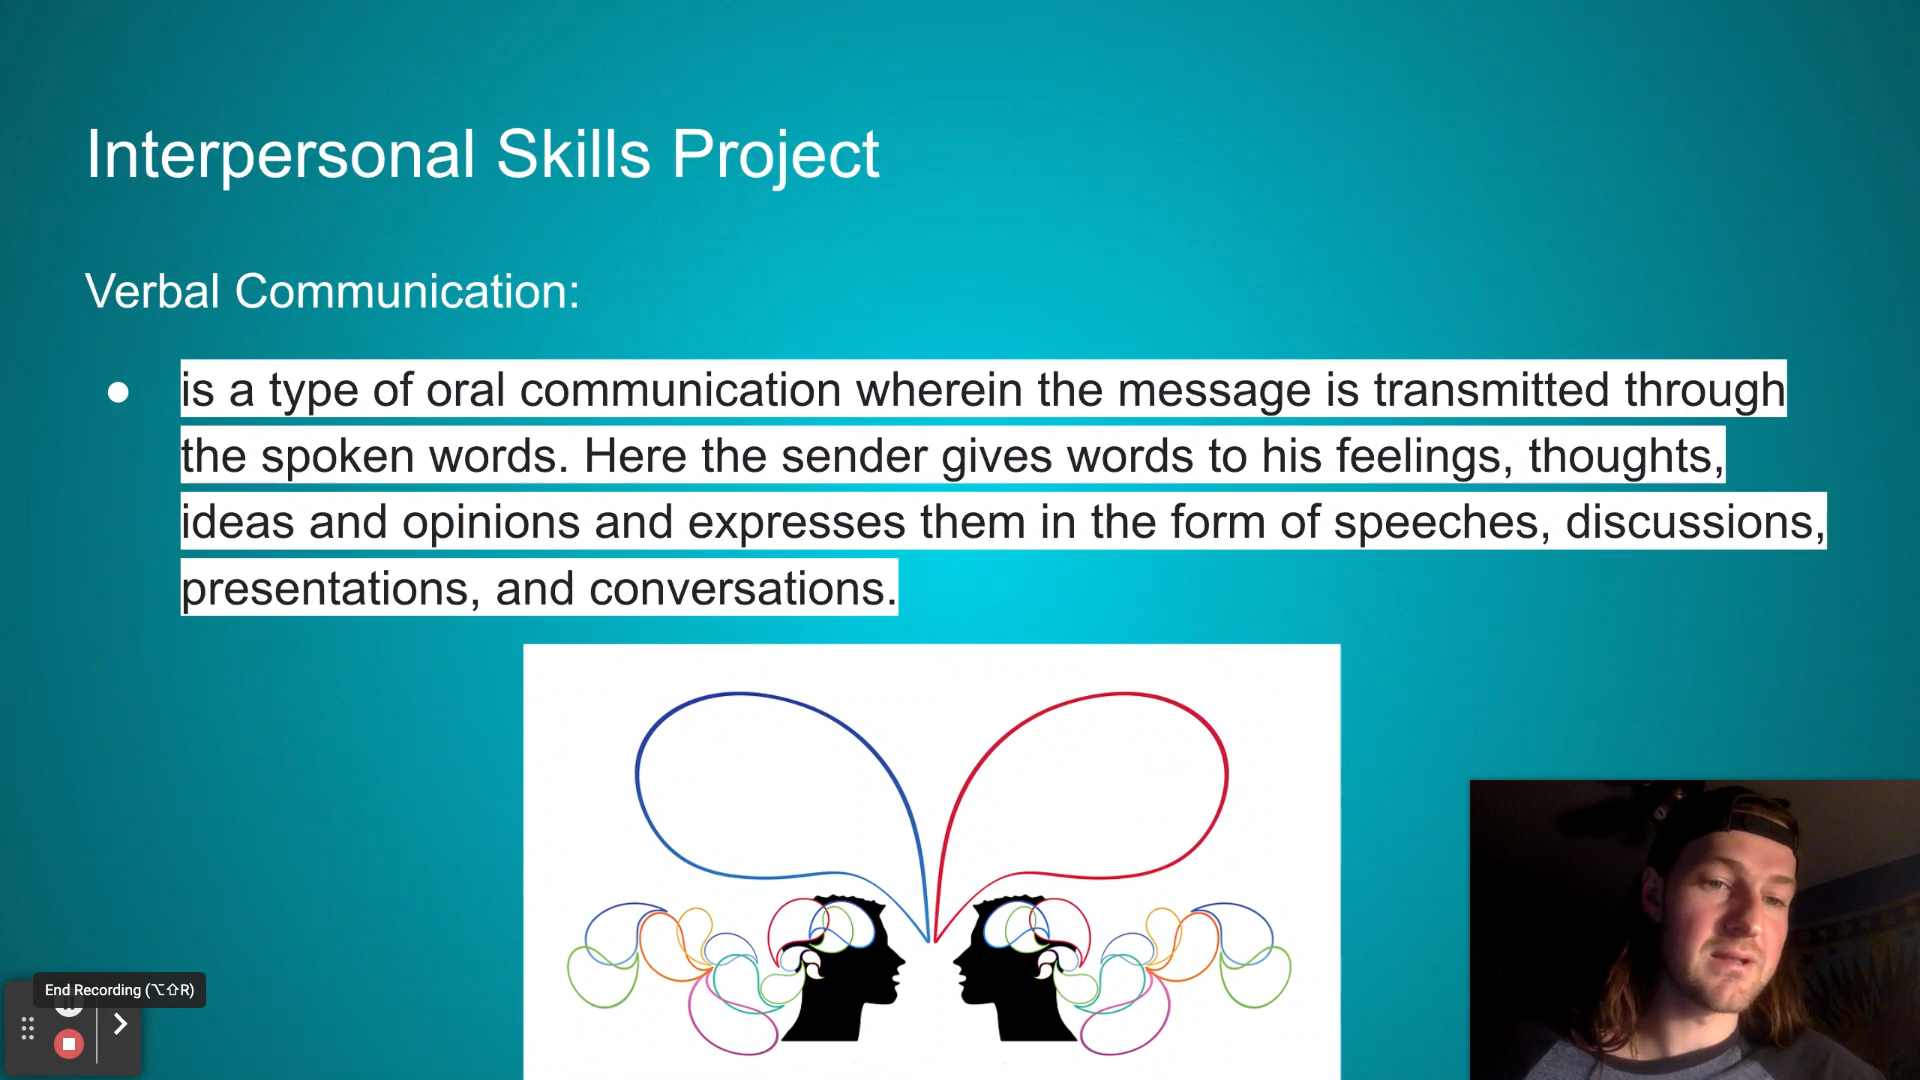 Interpersonal Skills Project
Verbal Communication:
● is a type of oral communication wherein the message is transmitted through
the spoken words. Here the sender gives words to his feelings, thoughts,
ideas and opinions and expresses them in the form of speeches, discussions,
presentations, and conversations.
End Recording (⌥⇧R)